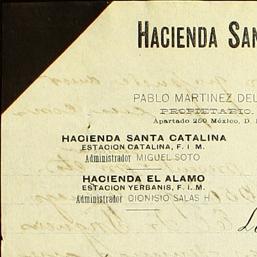 HACIENDA SAN
PABLO MARTINEZ DEL
PROPIETARIO.
Apartado 250 México, D.
HACIENDA SANTA CATALINA
ESTACION CATALINA, F. I. M.
Administrador MIGUEL SOTO
HACIENDA EL ALAMO
ESTACION YERBANIS, F. I. M.
Administrador DIONISIO SALAS H